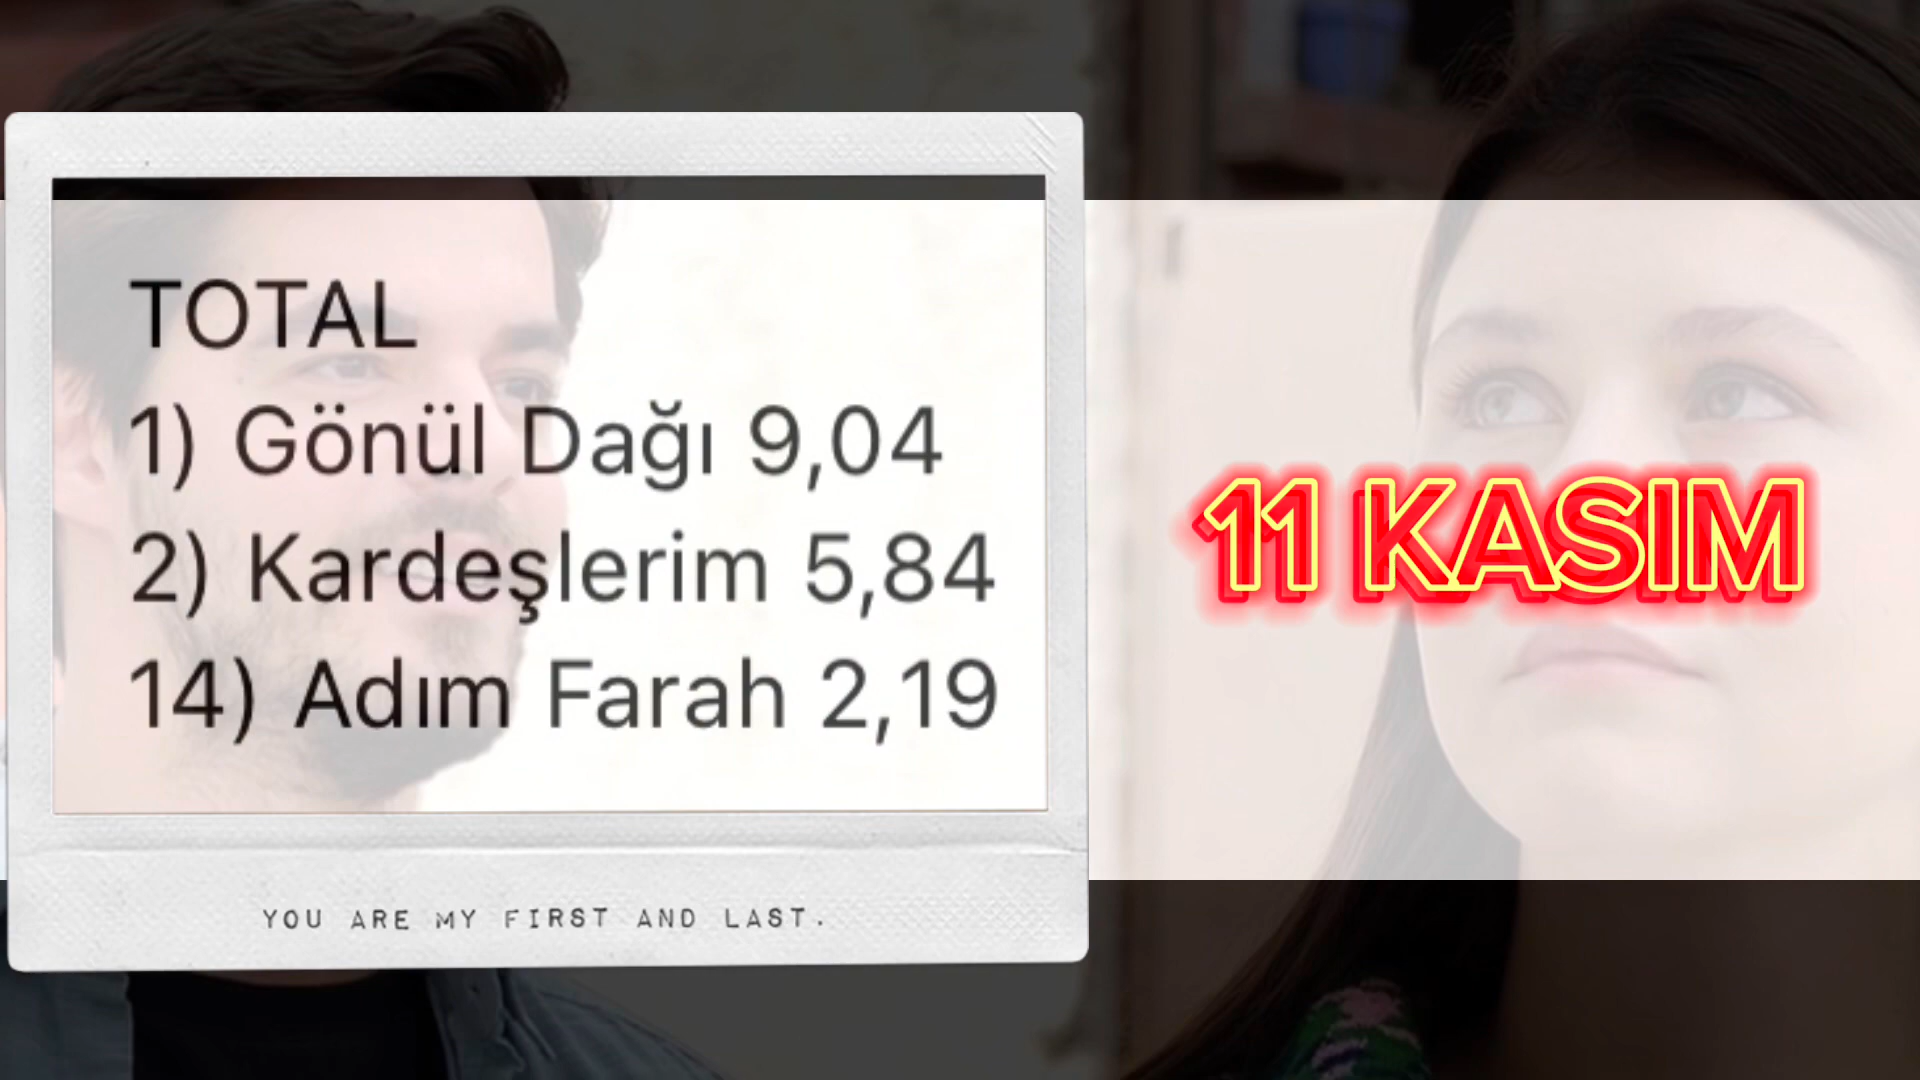 TOTAL
1) Gönül Dağı 9,04
2) Kardeşlerim 5,84
14) Adım Farah 2,19
YOU ARE MY FIRST AND LAST.
11 KASIM